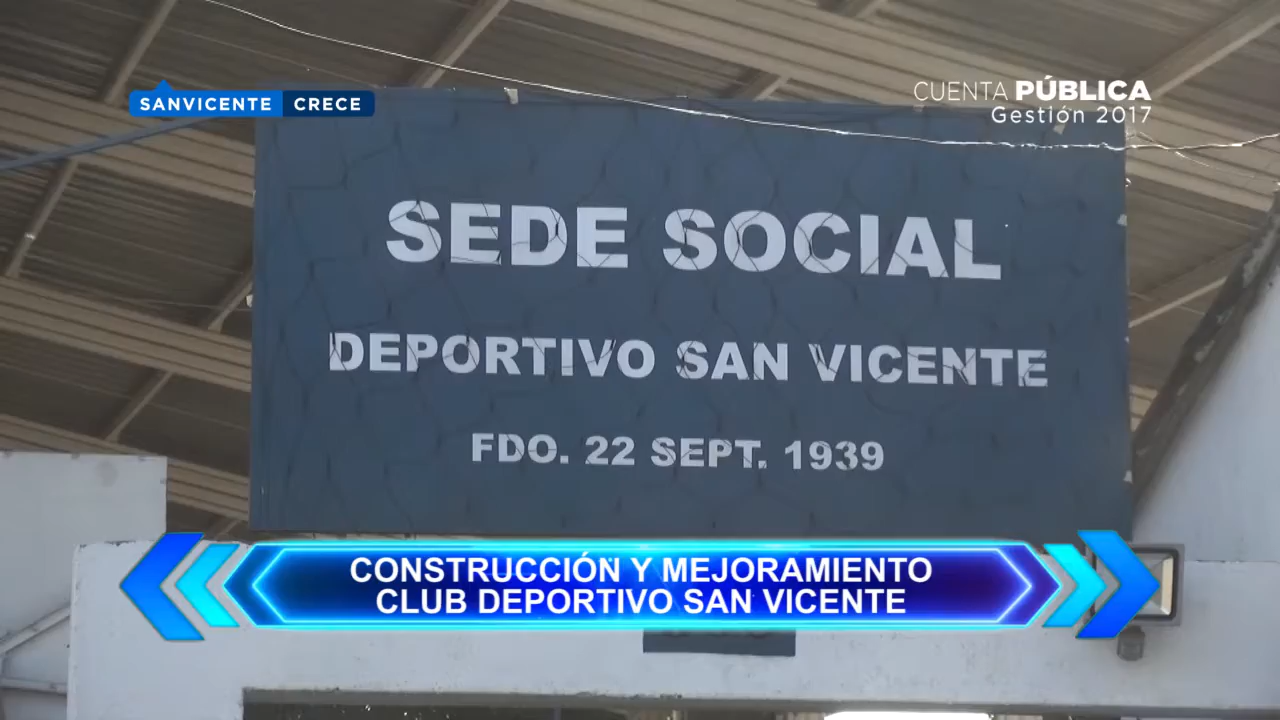 SANVICENTE CRECE
CUENTA PÚBLICA
Gestión 2017
SEDE SOCIAL
DEPORTIVO SAN VICENTE
FDO. 22 SEPT. 1939
CONSTRUCCIÓN Y MEJORAMIENTO
CLUB DEPORTIVO SAN VICENTE